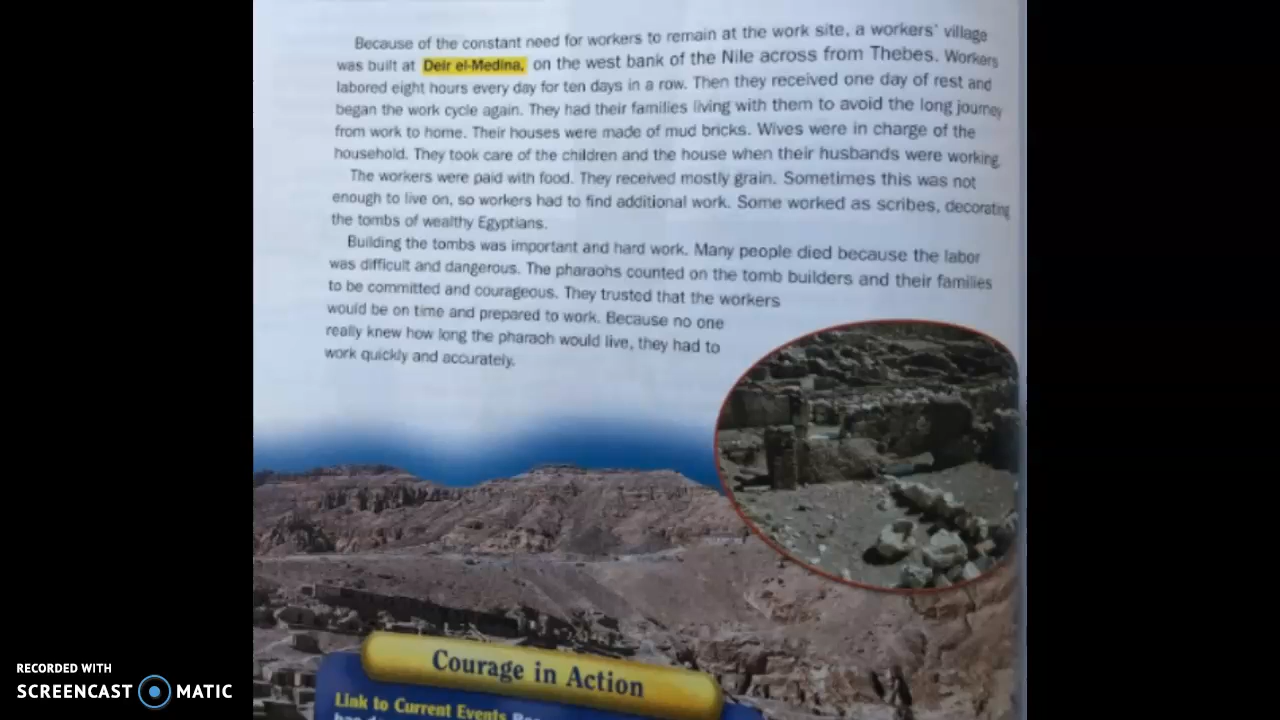 Because of the constant need for workers to remain at the work site, a workers' village
was built at Deir el-Medina, on the west bank of the Nile across from Thebes. Workers
labored eight hours every day for ten days in a row. Then they received one day of rest and
began the work cycle again. They had their families living with them to avoid the long journey
from work to home. Their houses were made of mud bricks. Wives were in charge of the
household. They took care of the children and the house when their husbands were working.
The workers were paid with food. They received mostly grain. Sometimes this was not
enough to live on, so workers had to find additional work. Some worked as scribes, decorating
the tombs of wealthy Egyptians.
Building the tombs was important and hard work. Many people died because the labor
was difficult and dangerous. The pharaohs counted on the tomb builders and their families
to be committed and courageous. They trusted that the workers
would be on time and prepared to work. Because no one
really knew how long the pharaoh would live, they had to
work quickly and accurately.
Courage in Action
Link to Current Events
RECORDED WITH
SCREENCAST MATIC